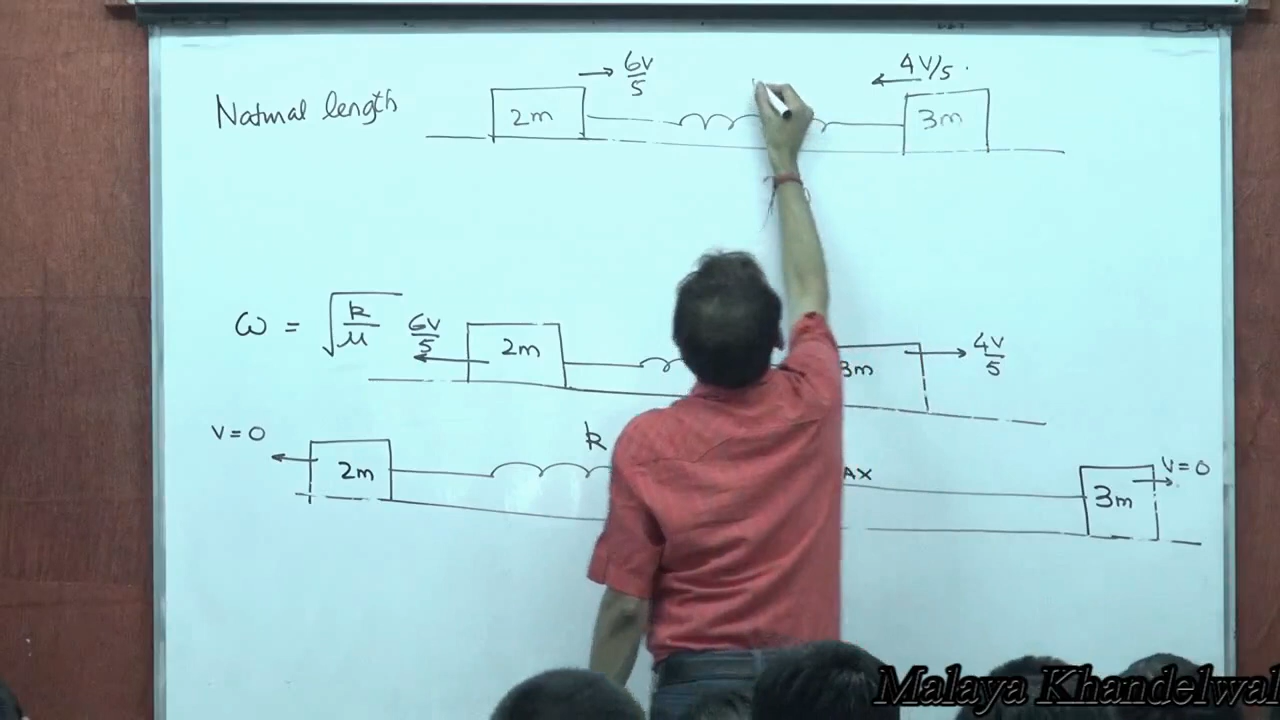 6V/5
4V/5
Natural length
2m
3m
ω = √k/μ
6V/5
2m
3m
4V/5
V=0
2m
k
AX
V=0
3m
Malaya Khandelwal